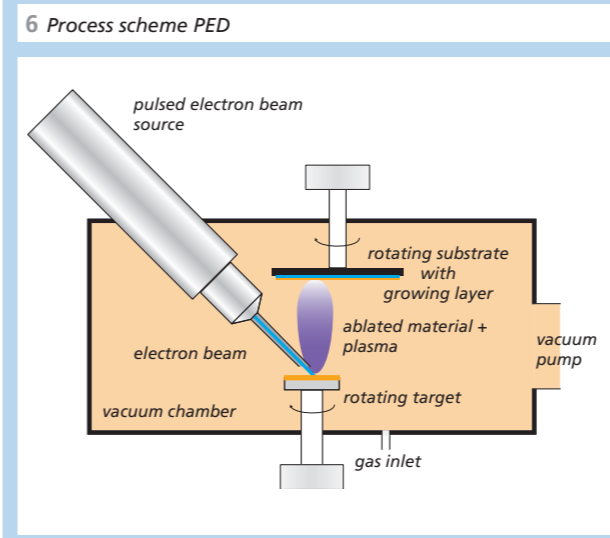 6 Process scheme PED
pulsed electron beam
source
rotating substrate
with
growing layer
ablated material +
plasma
electron beam
vacuum
pump
rotating target
vacuum chamber
gas inlet